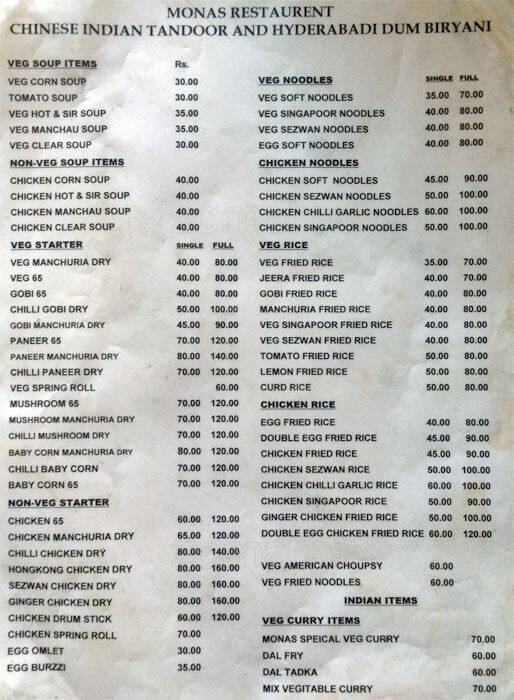 MONAS RESTAURENT
CHINESE INDIAN TANDOOR AND HYDERABADI DUM BIRYANI
VEG SOUP ITEMS Rs.
VEG CORN SOUP 30.00
TOMATO SOUP 30.00
VEG HOT & SIR SOUP 35.00
VEG MANCHAU SOUP 35.00
VEG CLEAR SOUP 30.00
NON-VEG SOUP ITEMS
CHICKEN CORN SOUP 40.00
CHICKEN HOT & SIR SOUP 40.00
CHICKEN MANCHAU SOUP 40.00
CHICKEN CLEAR SOUP 40.00
VEG STARTER SINGLE FULL
VEG MANCHURIA DRY 40.00 80.00
VEG 65 40.00 80.00
GOBI 65 40.00 80.00
CHILLI GOBI DRY 50.00 100.00
GOBI MANCHURIA DRY 45.00 90.00
PANEER 65 70.00 120.00
PANEER MANCHURIA DRY 80.00 140.00
CHILLI PANEER DRY 70.00 120.00
VEG SPRING ROLL 60.00
MUSHROOM 65 70.00 120.00
MUSHROOM MANCHURIA DRY 70.00 120.00
CHILLI MUSHROOM DRY 70.00 120.00
BABY CORN MANCHURIA DRY 80.00 120.00
CHILLI BABY CORN 70.00 120.00
BABY CORN 65 70.00 120.00
NON-VEG STARTER
CHICKEN 65 60.00 120.00
CHICKEN MANCHURIA DRY 65.00 120.00
CHILLI CHICKEN DRY 80.00 140.00
HONGKONG CHICKEN DRY 80.00 160.00
SEZWAN CHICKEN DRY 80.00 160.00
GINGER CHICKEN DRY 80.00 160.00
CHICKEN DRUM STICK 60.00 120.00
CHICKEN SPRING ROLL 70.00
EGG OMLET 30.00
EGG BURZZI 35.00
VEG NOODLES SINGLE FULL
VEG SOFT NOODLES 35.00 70.00
VEG SINGAPOOR NOODLES 40.00 80.00
VEG SEZWAN NOODLES 40.00 80.00
EGG SOFT NOODLES 40.00 80.00
CHICKEN NOODLES
CHICKEN SOFT NOODLES 45.00 90.00
CHICKEN SEZWAN NOODLES 50.00 100.00
CHICKEN CHILLI GARLIC NOODLES 60.00 100.00
CHICKEN SINGAPOOR NOODLES 50.00 100.00
VEG RICE
VEG FRIED RICE 35.00 70.00
JEERA FRIED RICE 40.00 70.00
GOBI FRIED RICE 40.00 80.00
MANCHURIA FRIED RICE 40.00 80.00
VEG SINGAPOOR FRIED RICE 40.00 80.00
VEG SEZWAN FRIED RICE 40.00 80.00
TOMATO FRIED RICE 50.00 80.00
LEMON FRIED RICE 50.00 80.00
CURD RICE 50.00 80.00
CHICKEN RICE
EGG FRIED RICE 40.00 80.00
DOUBLE EGG FRIED RICE 45.00 90.00
CHICKEN FRIED RICE 45.00 90.00
CHICKEN SEZWAN RICE 50.00 100.00
CHICKEN CHILLI GARLIC RICE 60.00 100.00
CHICKEN SINGAPOOR RICE 50.00 90.00
GINGER CHICKEN FRIED RICE 50.00 100.00
DOUBLE EGG CHICKEN FRIED RICE 60.00 120.00
VEG AMERICAN CHOUPSY 60.00
VEG FRIED NOODLES 60.00
INDIAN ITEMS
VEG CURRY ITEMS
MONAS SPEICAL VEG CURRY 70.00
DAL FRY 60.00
DAL TADKA 60.00
MIX VEGITABLE CURRY 70.00